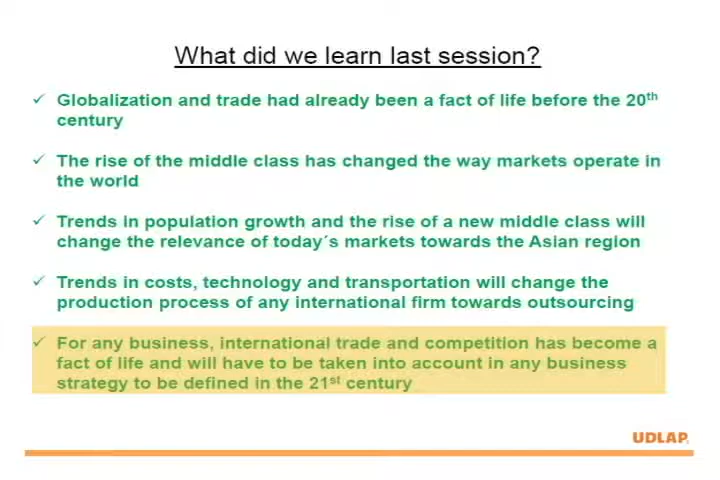 What did we learn last session?
✓ Globalization and trade had already been a fact of life before the 20th
century
✓ The rise of the middle class has changed the way markets operate in
the world
✓ Trends in population growth and the rise of a new middle class will
change the relevance of today´s markets towards the Asian region
✓ Trends in costs, technology and transportation will change the
production process of any international firm towards outsourcing
✓ For any business, international trade and competition has become a
fact of life and will have to be taken into account in any business
strategy to be defined in the 21st century
UDLAP